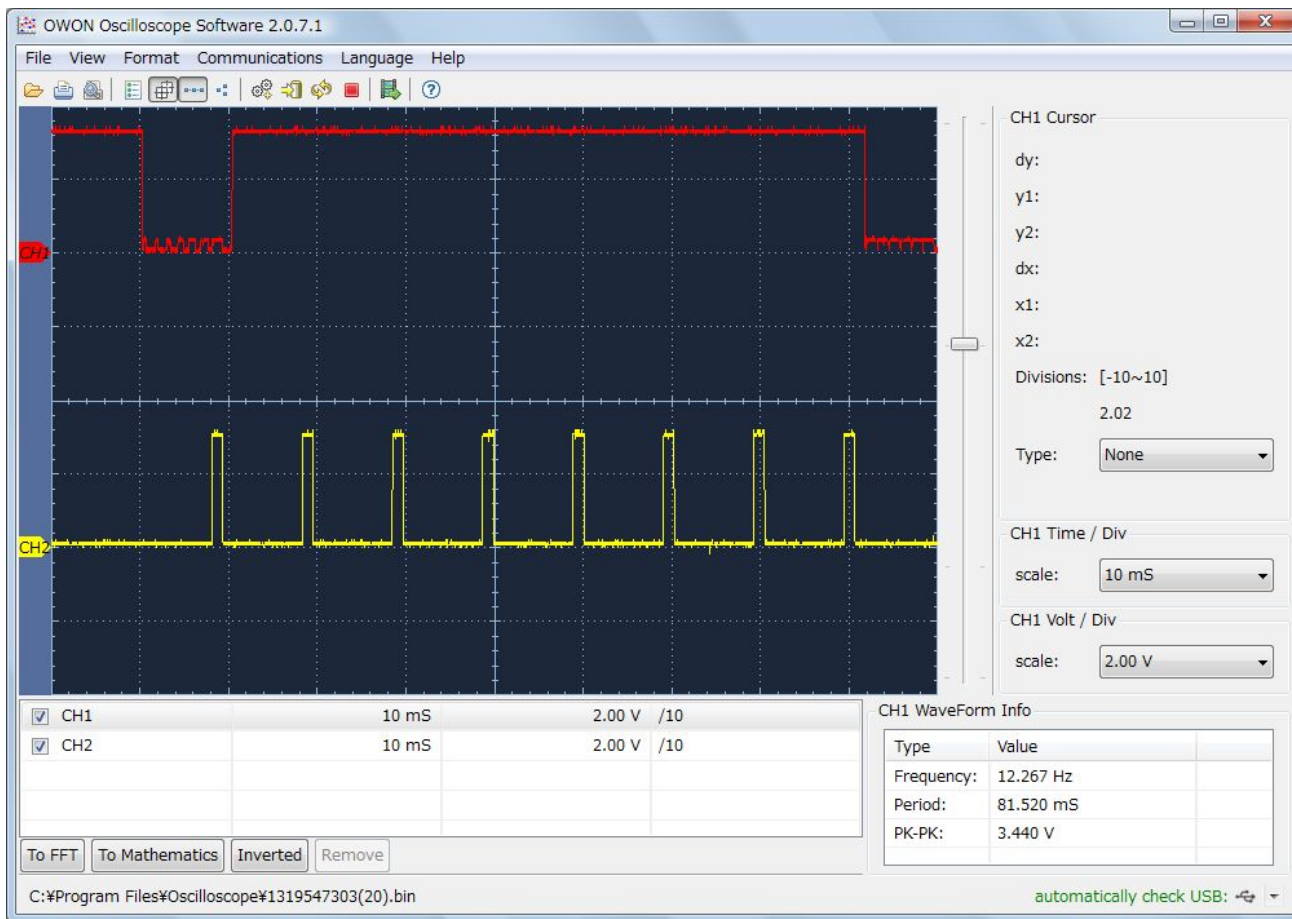 OWON Oscilloscope Software 2.0.7.1
File View Format Communications Language Help
CH1 Cursor
dy:
y1:
y2:
dx:
x1:
x2:
Divisions: [-10~10]
2.02
Type: None
CH1
CH2
CH1 Time / Div
scale: 10 mS
CH1 Volt / Div
scale: 2.00 V
CH1 10 mS 2.00 V /10
CH2 10 mS 2.00 V /10
CH1 WaveForm Info
Type Value
Frequency: 12.267 Hz
Period: 81.520 mS
PK-PK: 3.440 V
To FFT To Mathematics Inverted Remove
C:¥Program Files¥Oscilloscope¥1319547303(20).bin
automatically check USB: